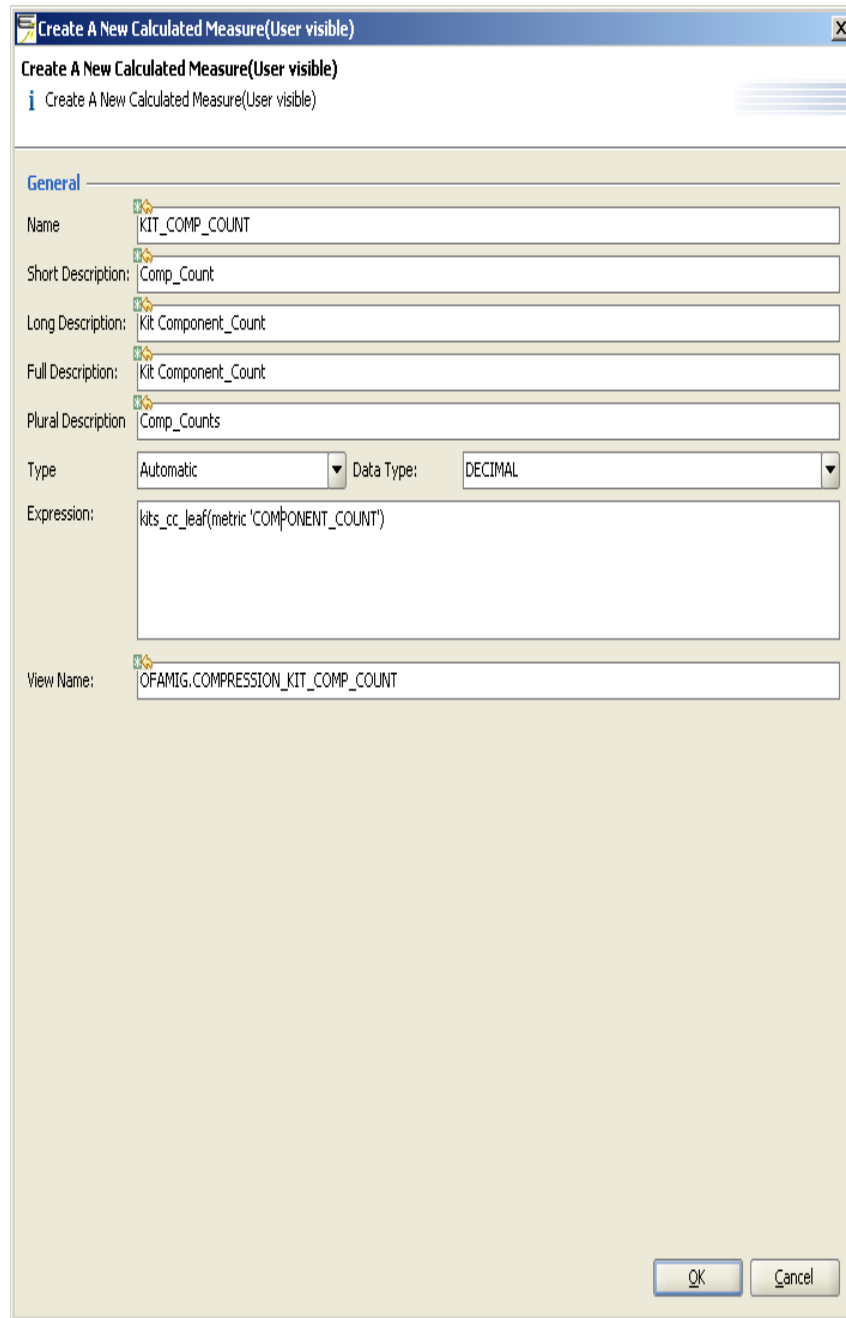 Create A New Calculated Measure(User visible)
Create A New Calculated Measure(User visible)
Create A New Calculated Measure(User visible)
General
Name KIT_COMP_COUNT
Short Description: Comp_Count
Long Description: Kit Component_Count
Full Description: Kit Component_Count
Plural Description Comp_Counts
Type Automatic Data Type: DECIMAL
Expression: kits_cc_leaf(metric 'COMPONENT_COUNT')
View Name: OFAMIG.COMPRESSION_KIT_COMP_COUNT
OK Cancel